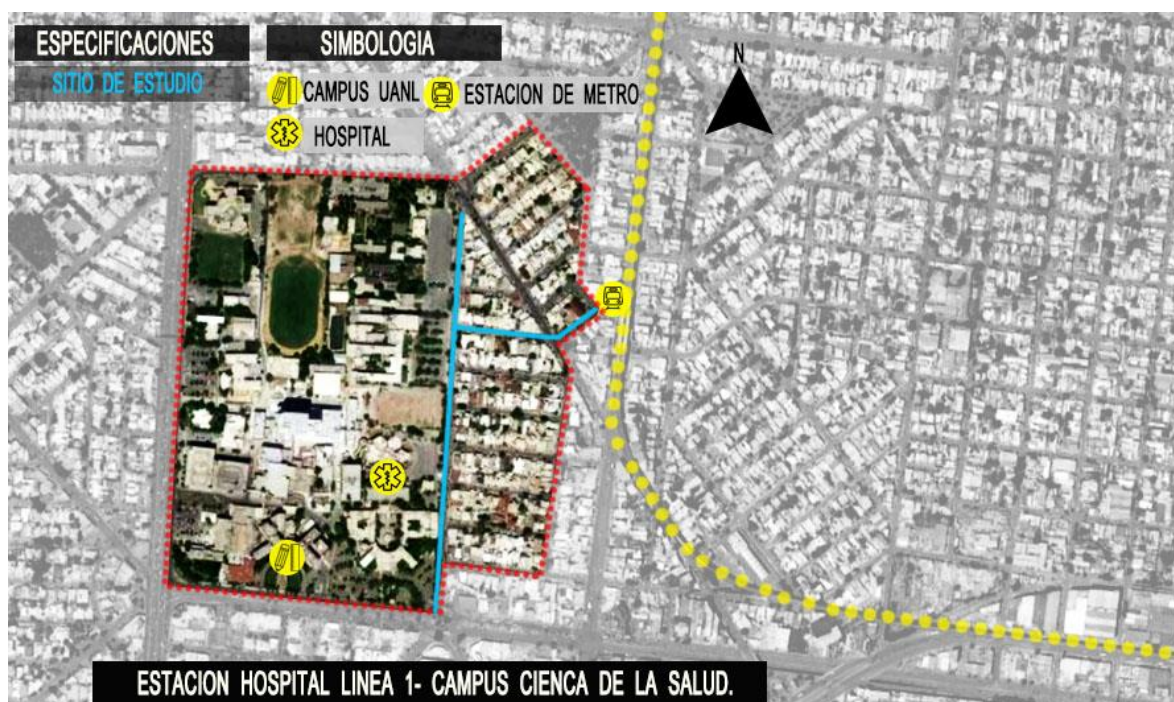 ESPECIFICACIONES
SITIO DE ESTUDIO
SIMBOLOGIA
CAMPUS UANL
ESTACION DE METRO
HOSPITAL
N
ESTACION HOSPITAL LINEA 1- CAMPUS CIENCA DE LA SALUD.